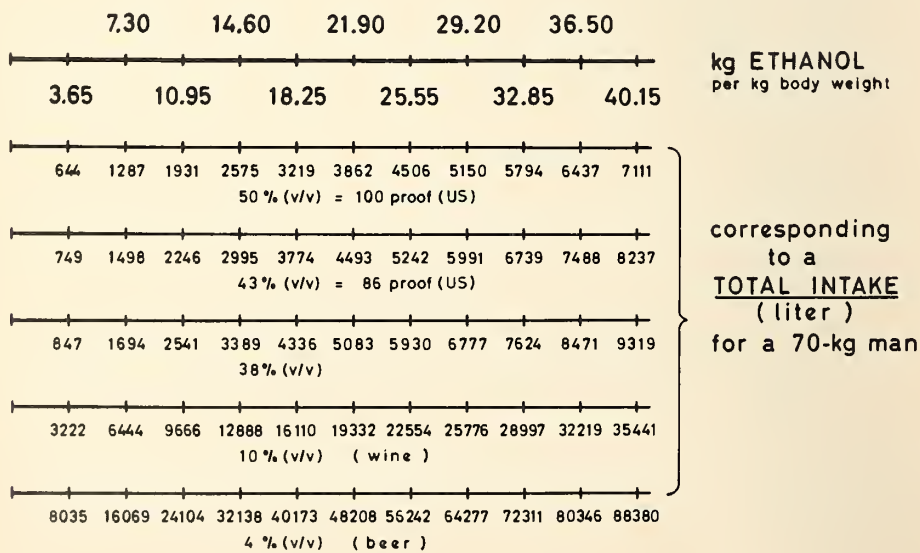 7.30 14.60 21.90 29.20 36.50
kg ETHANOL
per kg body weight
3.65 10.95 18.25 25.55 32.85 40.15
644 1287 1931 2575 3219 3862 4506 5150 5794 6437 7111
50 % (v/v) = 100 proof (US)
749 1498 2246 2995 3774 4493 5242 5991 6739 7488 8237
43 % (v/v) = 86 proof (US)
847 1694 2541 3389 4336 5083 5930 6777 7624 8471 9319
38 % (v/v)
3222 6444 9666 12888 16110 19332 22554 25776 28997 32219 35441
10 % (v/v) ( wine )
8035 16069 24104 32138 40173 48208 56242 64277 72311 80346 88380
4 % (v/v) ( beer )
corresponding
to a
TOTAL INTAKE
( liter )
for a 70-kg man